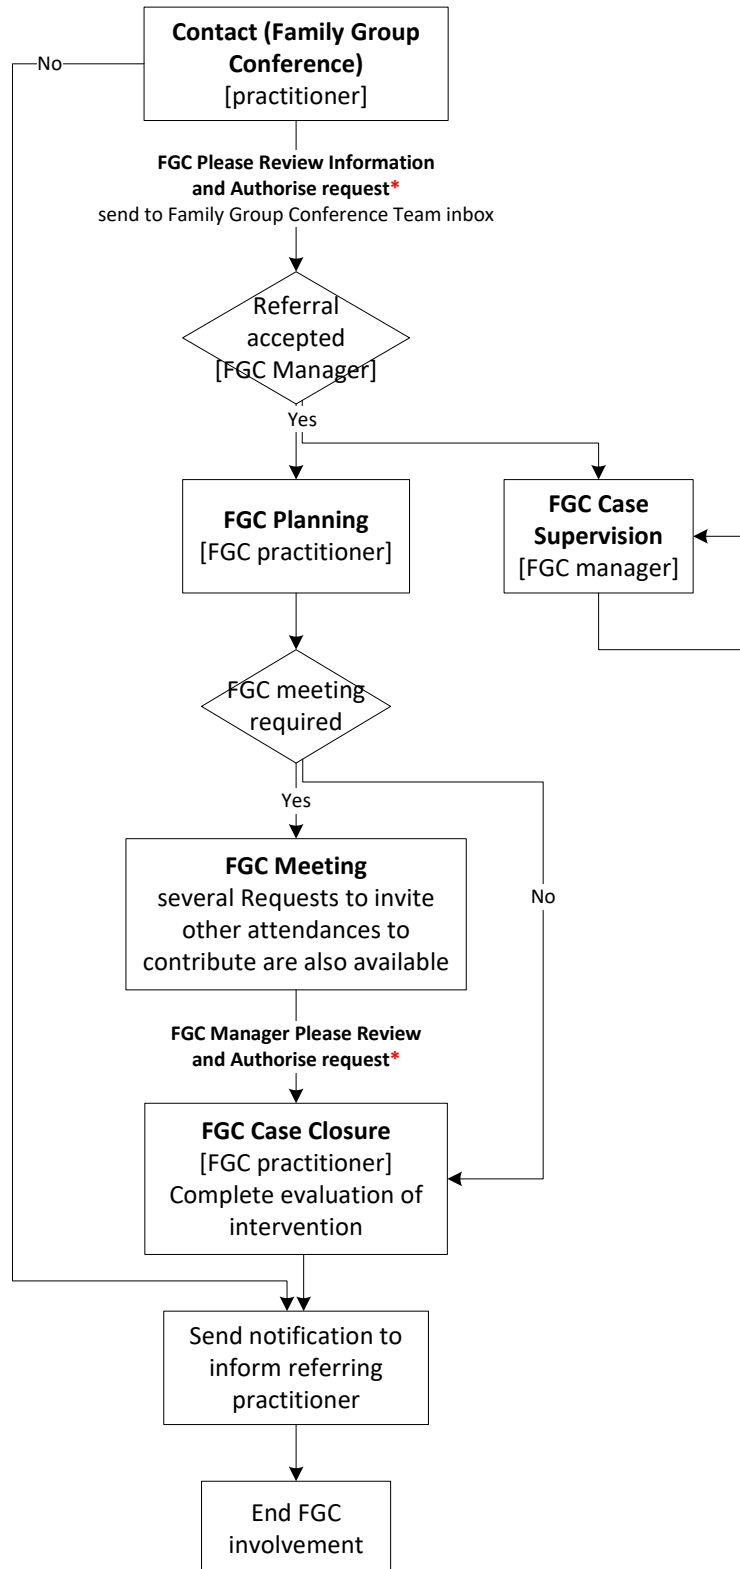 Contact (Family Group
Conference)
[practitioner]
No
FGC Please Review Information
and Authorise request*
send to Family Group Conference Team inbox
Referral
accepted
[FGC Manager]
Yes
FGC Planning
[FGC practitioner]
FGC Case
Supervision
[FGC manager]
FGC meeting
required
Yes
No
FGC Meeting
several Requests to invite
other attendances to
contribute are also available
FGC Manager Please Review
and Authorise request*
FGC Case Closure
[FGC practitioner]
Complete evaluation of
intervention
Send notification to
inform referring
practitioner
End FGC
involvement